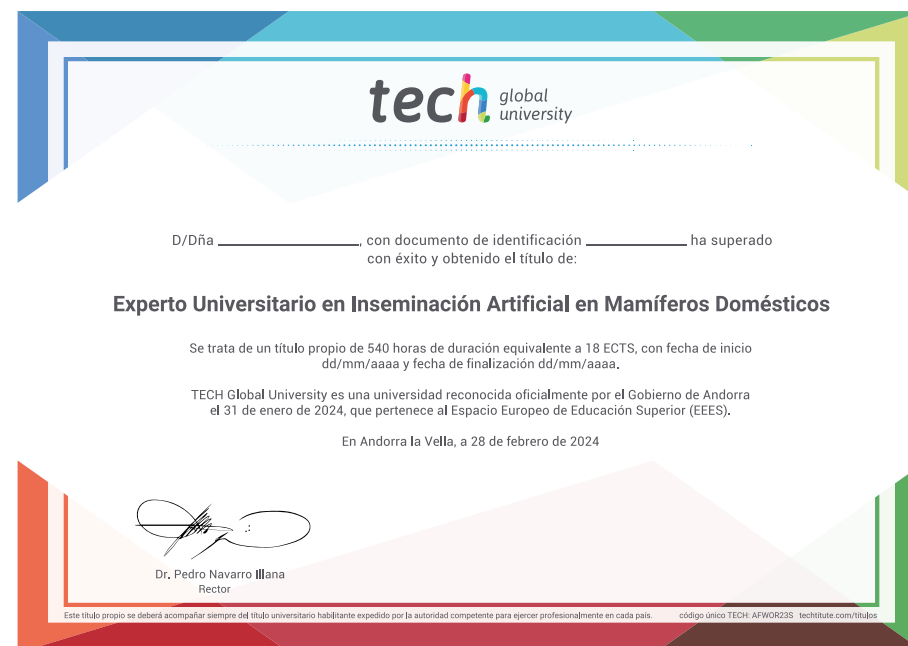 tech global university
D/Dña ____________________, con documento de identificación ______________ ha superado
con éxito y obtenido el título de:
Experto Universitario en Inseminación Artificial en Mamíferos Domésticos
Se trata de un título propio de 540 horas de duración equivalente a 18 ECTS, con fecha de inicio
dd/mm/aaaa y fecha de finalización dd/mm/aaaa.
TECH Global University es una universidad reconocida oficialmente por el Gobierno de Andorra
el 31 de enero de 2024, que pertenece al Espacio Europeo de Educación Superior (EEES).
En Andorra la Vella, a 28 de febrero de 2024
Dr. Pedro Navarro Illana
Rector
Este título propio se deberá acompañar siempre del título universitario habilitante expedido por la autoridad competente para ejercer profesionalmente en cada país. código único TECH: AFWOR23S techtitute.com/titulos